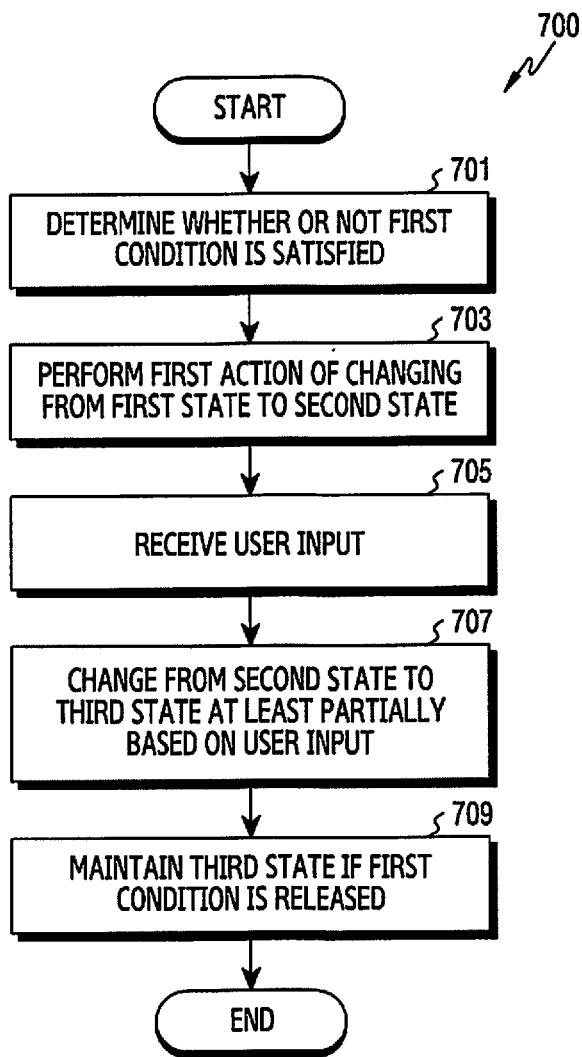 700
START
701
DETERMINE WHETHER OR NOT FIRST
CONDITION IS SATISFIED
703
PERFORM FIRST ACTION OF CHANGING
FROM FIRST STATE TO SECOND STATE
705
RECEIVE USER INPUT
707
CHANGE FROM SECOND STATE TO
THIRD STATE AT LEAST PARTIALLY
BASED ON USER INPUT
709
MAINTAIN THIRD STATE IF FIRST
CONDITION IS RELEASED
END